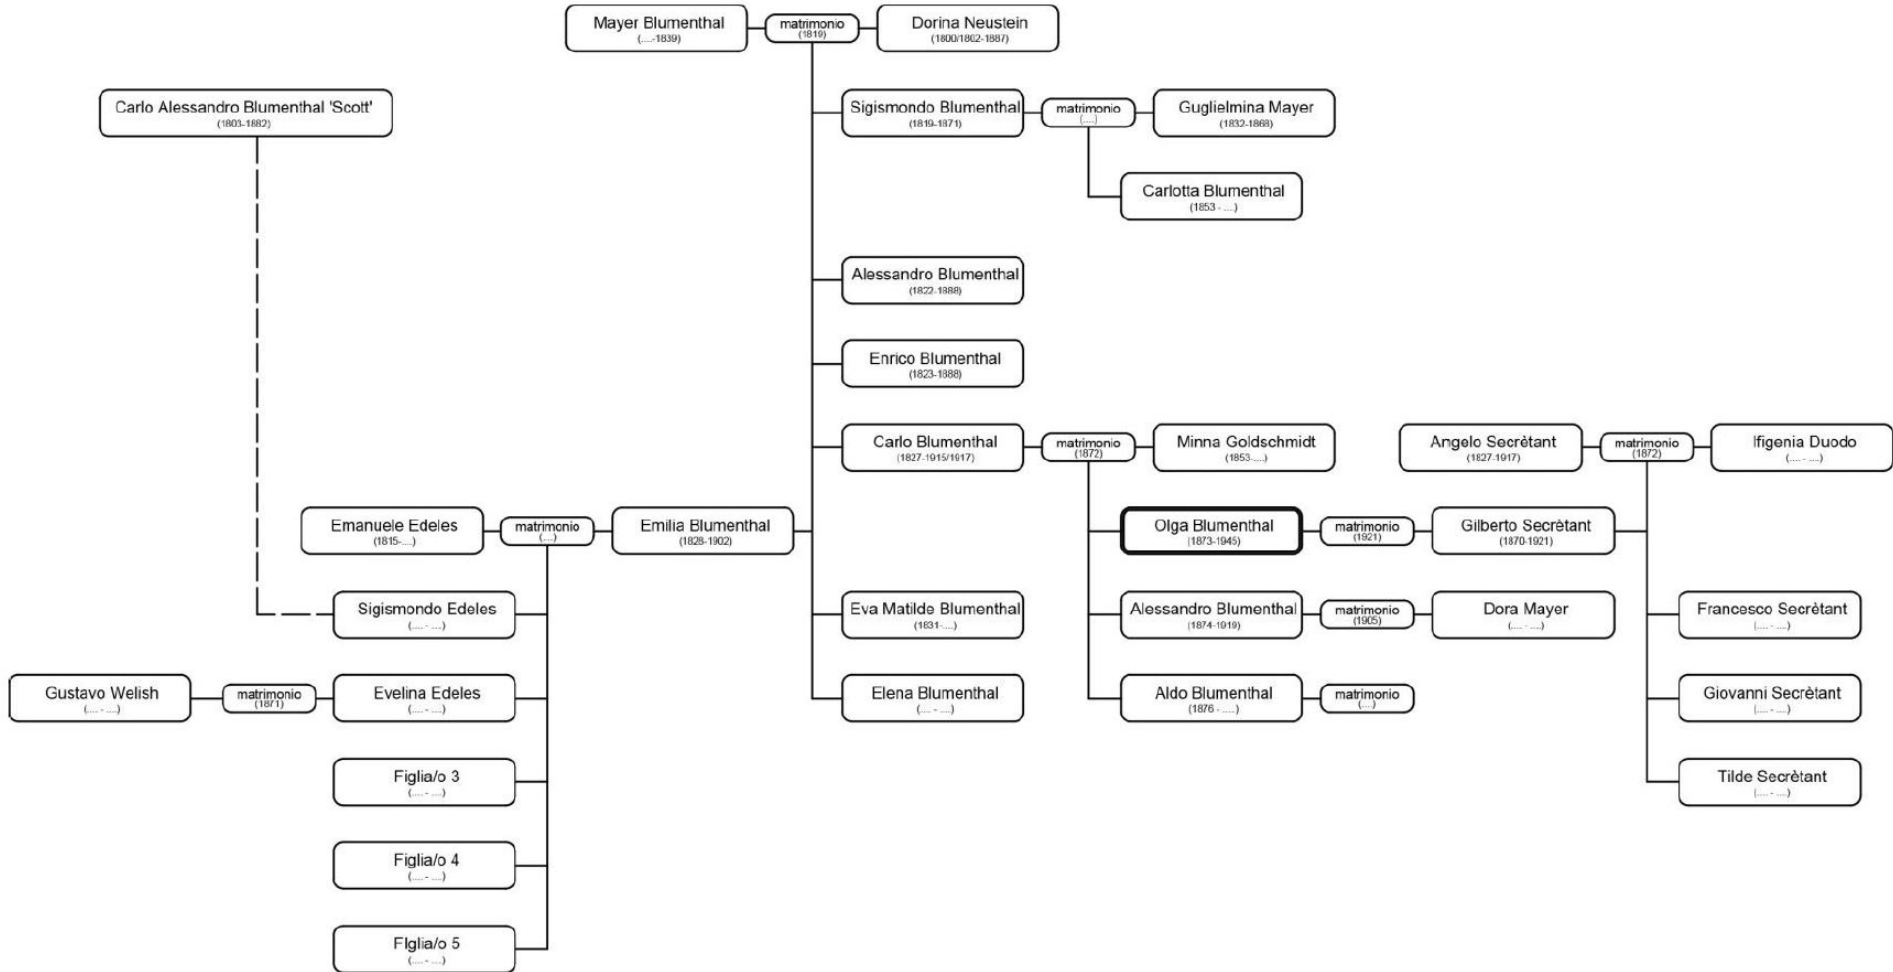 Mayer Blumenthal
(....-1839)
matrimonio
(1819)
Dorina Neustein
(1800/1802-1887)
Carlo Alessandro Blumenthal 'Scott'
(1803-1882)
Sigismondo Blumenthal
(1819-1871)
matrimonio
(....)
Guglielmina Mayer
(1832-1868)
Carlotta Blumenthal
(1853 - ....)
Alessandro Blumenthal
(1822-1888)
Enrico Blumenthal
(1823-1888)
Carlo Blumenthal
(1827-1915/1917)
matrimonio
(1872)
Minna Goldschmidt
(1853-....)
Angelo Secrètant
(1827-1917)
matrimonio
(1872)
Ifigenia Duodo
(.... - ....)
Emanuele Edeles
(1815-....)
matrimonio
(....)
Emilia Blumenthal
(1828-1902)
Olga Blumenthal
(1873-1945)
matrimonio
(1921)
Gilberto Secrètant
(1870-1921)
Sigismondo Edeles
(.... - ....)
Eva Matilde Blumenthal
(1831-....)
Alessandro Blumenthal
(1874-1919)
matrimonio
(1905)
Dora Mayer
(.... - ....)
Francesco Secrètant
(.... - ....)
Gustavo Welish
(.... - ....)
matrimonio
(1871)
Evelina Edeles
(.... - ....)
Elena Blumenthal
(.... - ....)
Aldo Blumenthal
(1876 - ....)
matrimonio
(....)
Giovanni Secrètant
(.... - ....)
Figlia/o 3
(.... - ....)
Tilde Secrètant
(.... - ....)
Figlia/o 4
(.... - ....)
FIglia/o 5
(.... - ....)